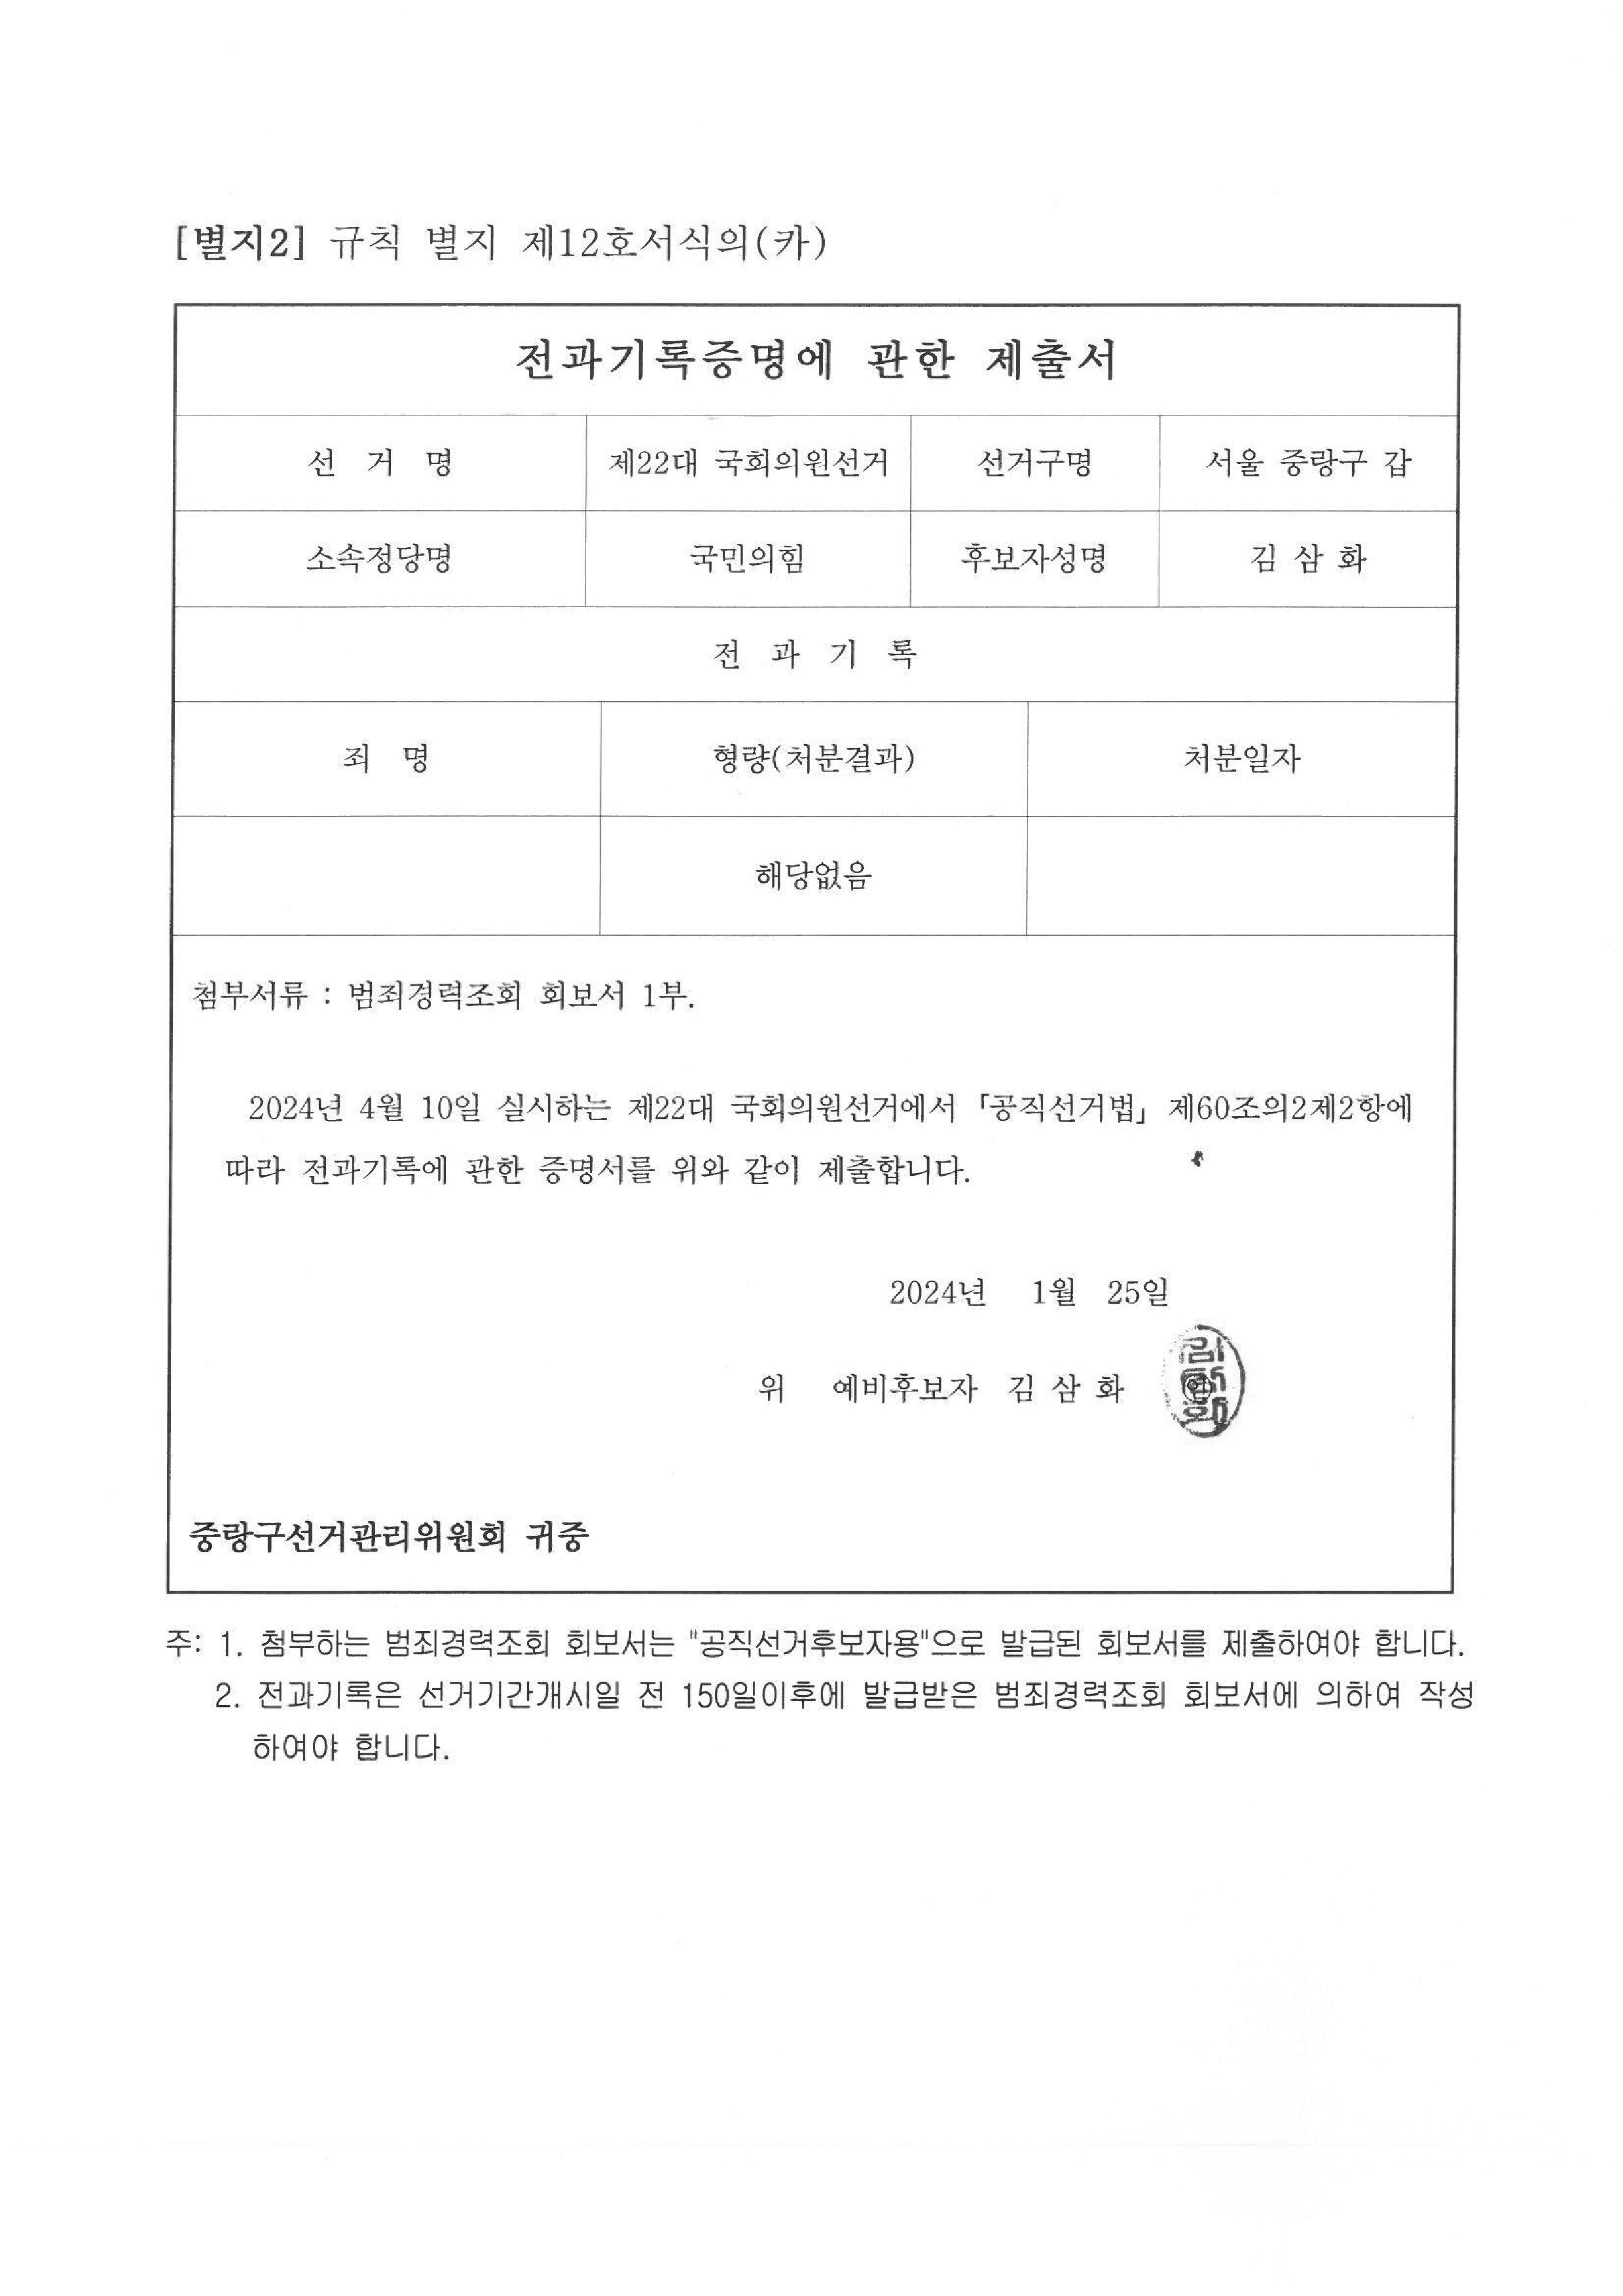 [별지2] 규칙 별지 제12호서식의(카)
전과기록증명에 관한 제출서
선 거 명 제22대 국회의원선거 선거구명 서울 중랑구 갑
소속정당명 국민의힘 후보자성명 김 삼 화
전 과 기 록
죄 명 형량(처분결과) 처분일자
해당없음
첨부서류 : 범죄경력조회 회보서 1부.
2024년 4월 10일 실시하는 제22대 국회의원선거에서 「공직선거법」 제60조의2제2항에
따라 전과기록에 관한 증명서를 위와 같이 제출합니다.
2024년 1월 25일
위 예비후보자 김 삼 화
중랑구선거관리위원회 귀중
주: 1. 첨부하는 범죄경력조회 회보서는 "공직선거후보자용"으로 발급된 회보서를 제출하여야 합니다.
2. 전과기록은 선거기간개시일 전 150일이후에 발급받은 범죄경력조회 회보서에 의하여 작성
하여야 합니다.